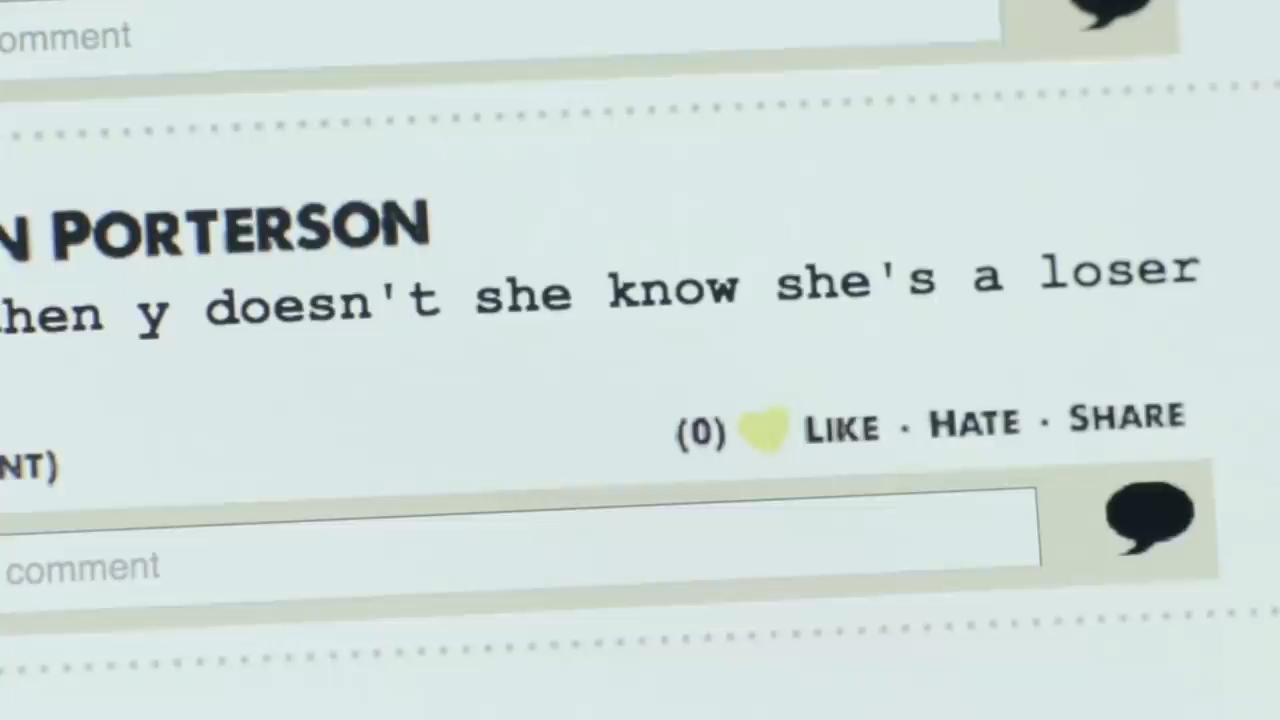 omment
N PORTERSON
hen y doesn't she know she's a loser
(0) LIKE · HATE · SHARE
NT)
comment